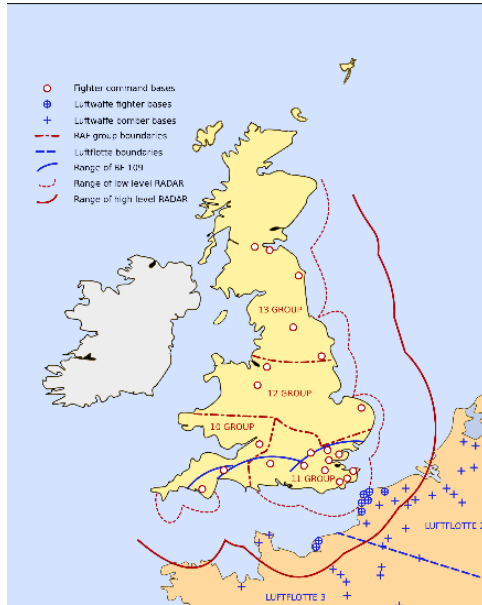 Fighter command bases
Luftwaffe fighter bases
Luftwaffe bomber bases
RAF group boundaries
Luftflotte boundaries
Range of BF 109
Range of low level RADAR
Range of high level RADAR
13 GROUP
12 GROUP
10 GROUP
11 GROUP
LUFTFLOTTE 2
LUFTFLOTTE 3